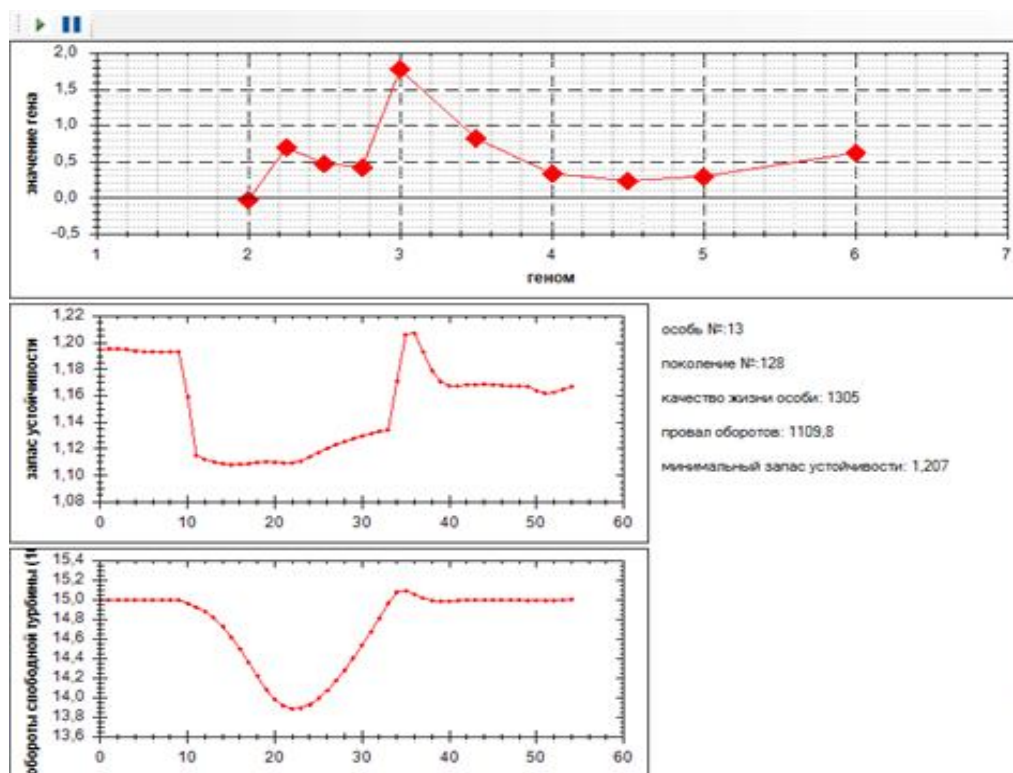 2,0
1,5
1,0
0,5
0,0
-0,5
значение гена
1 2 3 4 5 6 7
геном
1,22
1,20
1,18
1,16
1,14
1,12
1,10
1,08
запас устойчивости
0 10 20 30 40 50 60
особь №:13
поколение №:128
качество жизни особи: 1305
провал оборотов: 1109,8
минимальный запас устойчивости: 1,207
15,4
15,2
15,0
14,8
14,6
14,4
14,2
14,0
13,8
13,6
обороты свободной турбины
0 10 20 30 40 50 60